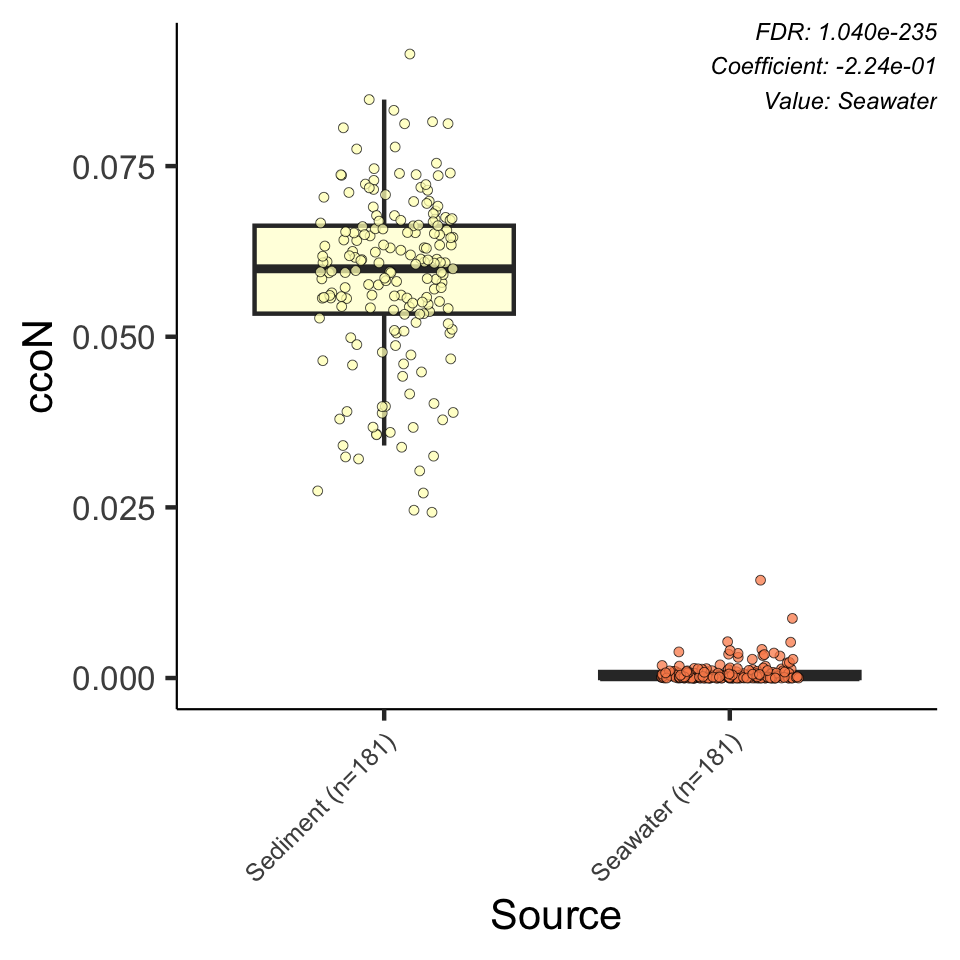 FDR: 1.040e-235
Coefficient: -2.24e-01
Value: Seawater
ccoN
0.075
0.050
0.025
0.000
Sediment (n=181)
Seawater (n=181)
Source